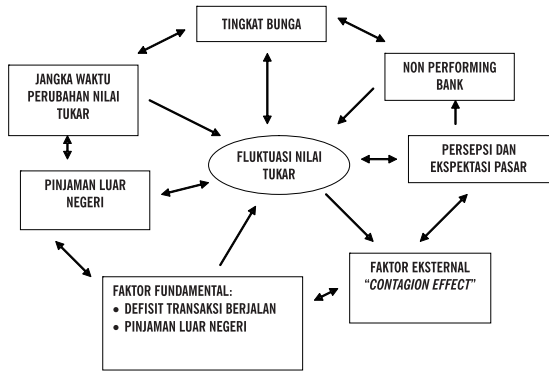 TINGKAT BUNGA
JANGKA WAKTU
PERUBAHAN NILAI
TUKAR
NON PERFORMING
BANK
FLUKTUASI NILAI
TUKAR
PERSEPSI DAN
EKSPEKTASI PASAR
PINJAMAN LUAR
NEGERI
FAKTOR EKSTERNAL
“CONTAGION EFFECT”
FAKTOR FUNDAMENTAL:
• DEFISIT TRANSAKSI BERJALAN
• PINJAMAN LUAR NEGERI